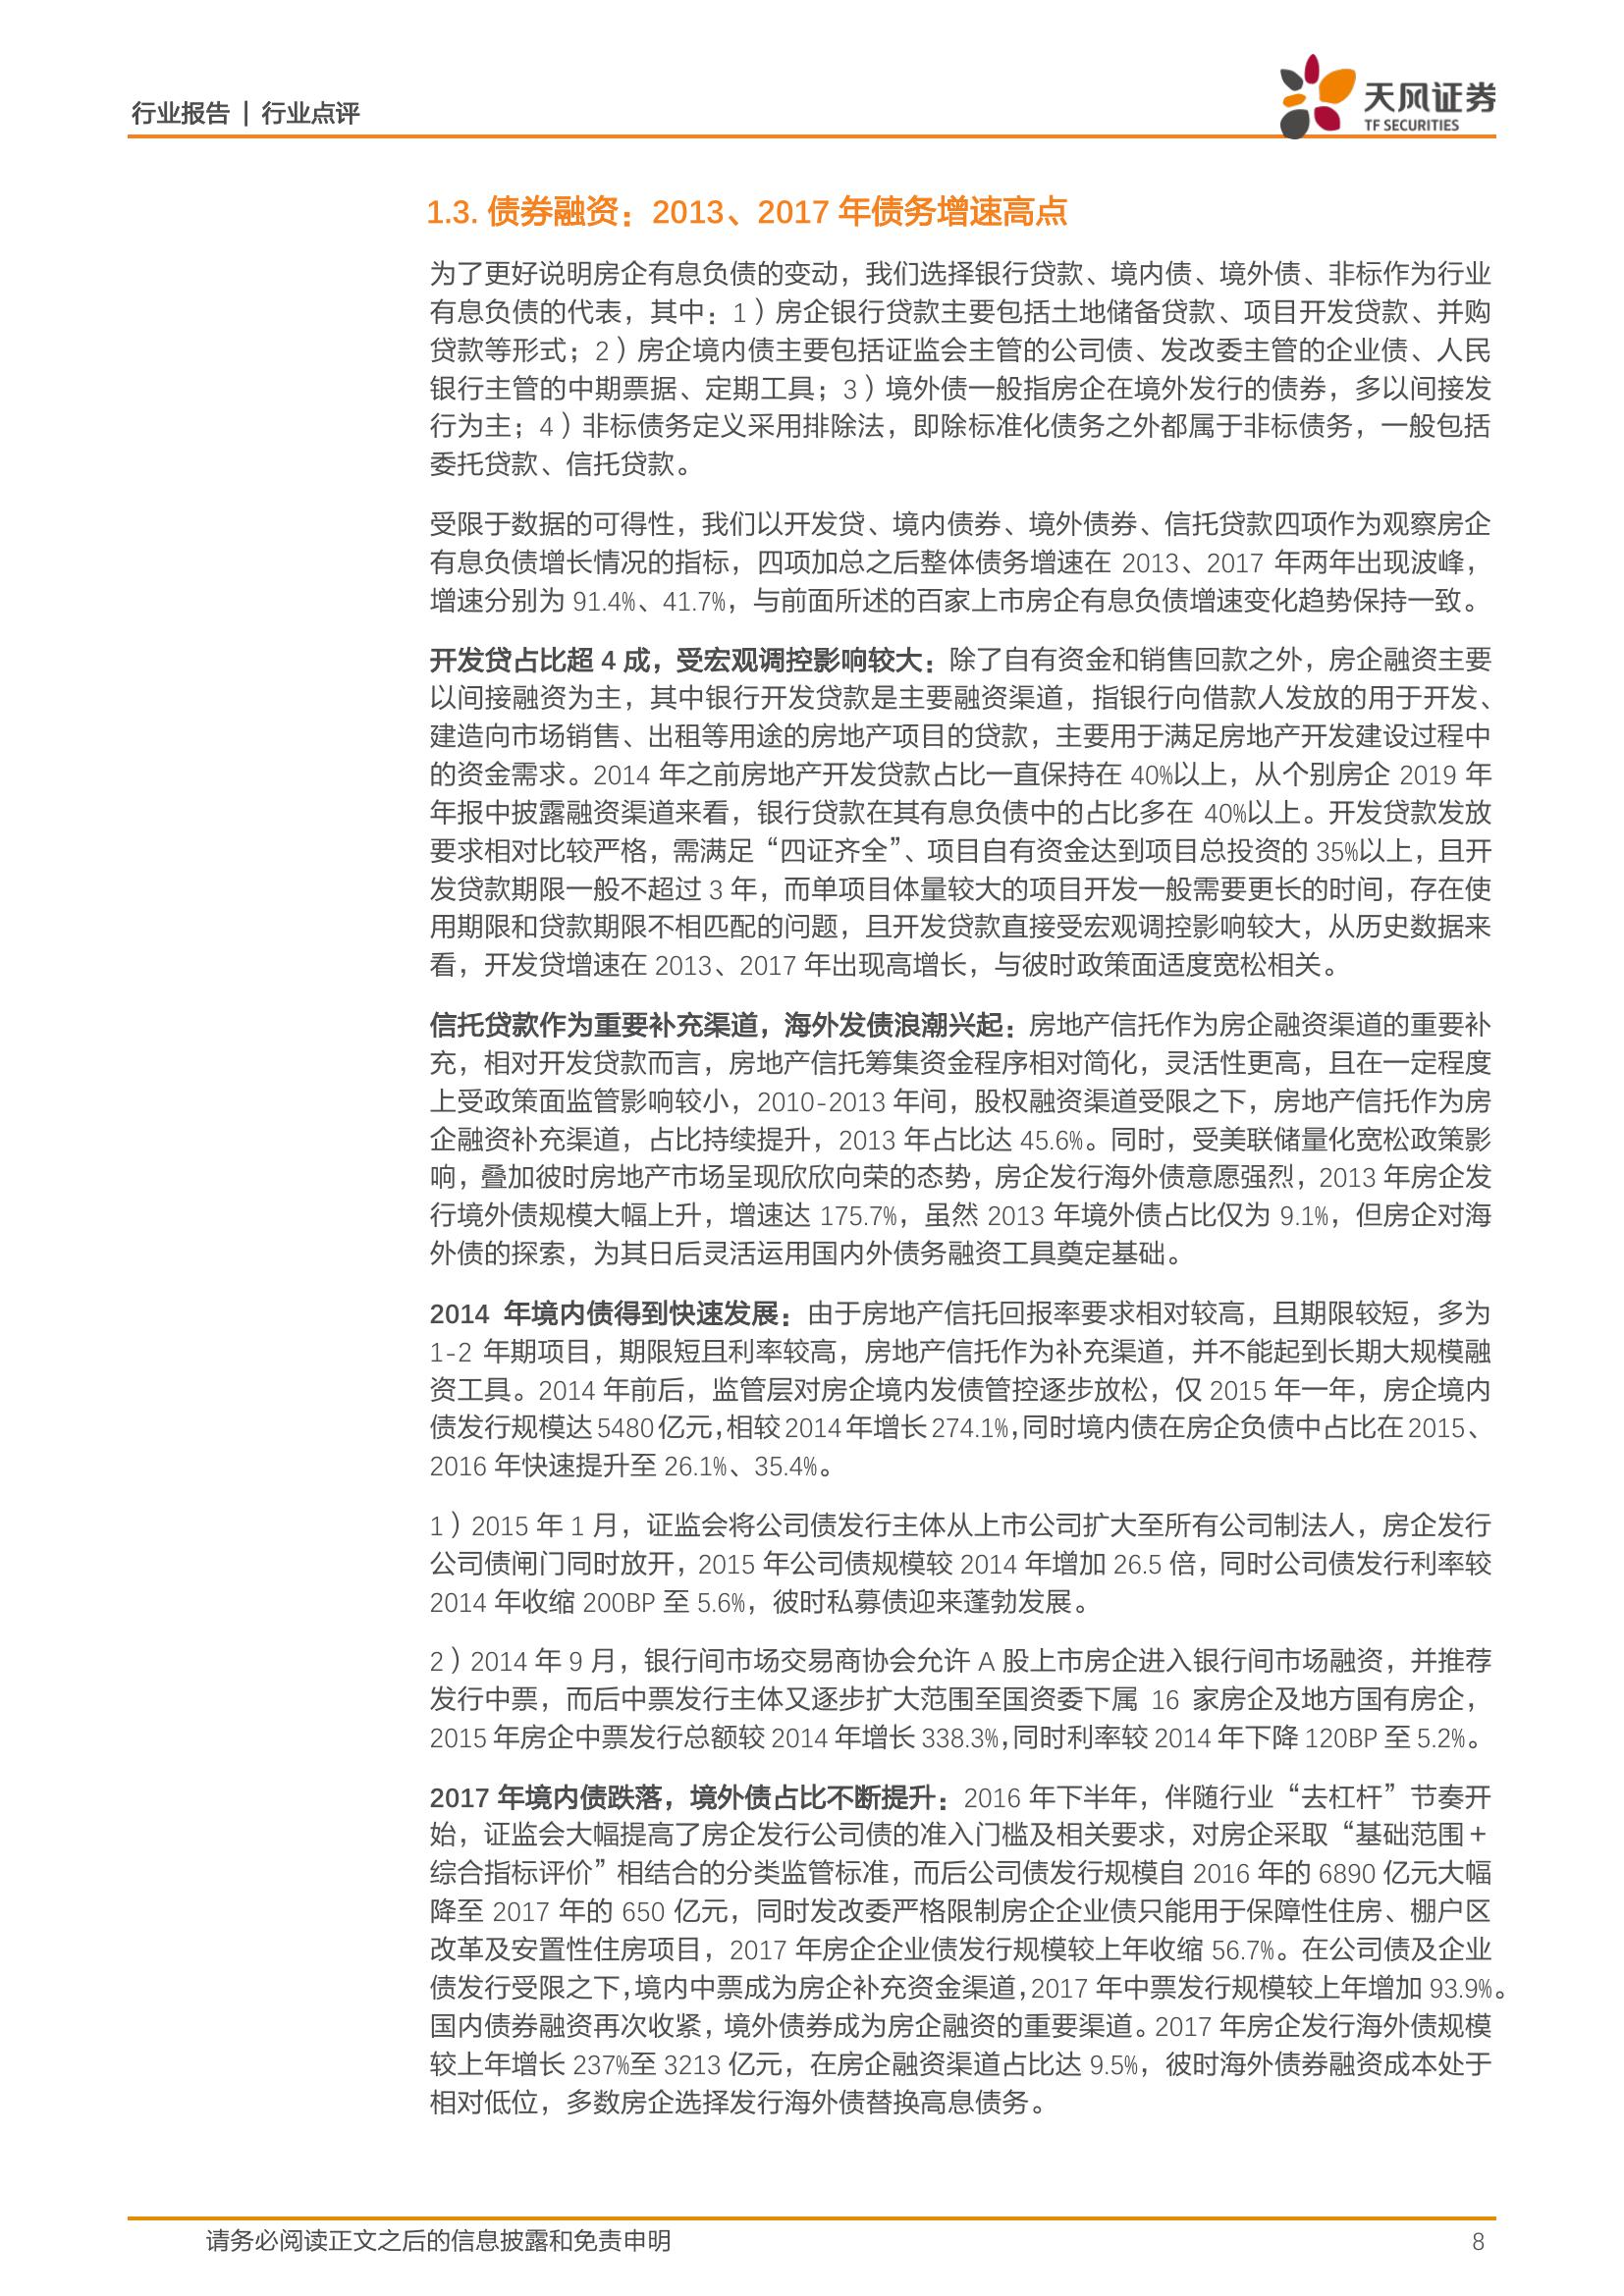 行业报告 | 行业点评
天风证券
TF SECURITIES
1.3. 债券融资：2013、2017 年债务增速高点
为了更好说明房企有息负债的变动，我们选择银行贷款、境内债、境外债、非标作为行业
有息负债的代表，其中：1）房企银行贷款主要包括土地储备贷款、项目开发贷款、并购
贷款等形式；2）房企境内债主要包括证监会主管的公司债、发改委主管的企业债、人民
银行主管的中期票据、定期工具；3）境外债一般指房企在境外发行的债券，多以间接发
行为主；4）非标债务定义采用排除法，即除标准化债务之外都属于非标债务，一般包括
委托贷款、信托贷款。
受限于数据的可得性，我们以开发贷、境内债券、境外债券、信托贷款四项作为观察房企
有息负债增长情况的指标，四项加总之后整体债务增速在 2013、2017 年两年出现波峰，
增速分别为 91.4%、41.7%，与前面所述的百家上市房企有息负债增速变化趋势保持一致。
开发贷占比超 4 成，受宏观调控影响较大：除了自有资金和销售回款之外，房企融资主要
以间接融资为主，其中银行开发贷款是主要融资渠道，指银行向借款人发放的用于开发、
建造向市场销售、出租等用途的房地产项目的贷款，主要用于满足房地产开发建设过程中
的资金需求。2014 年之前房地产开发贷款占比一直保持在 40%以上，从个别房企 2019 年
年报中披露融资渠道来看，银行贷款在其有息负债中的占比多在 40%以上。开发贷款发放
要求相对比较严格，需满足“四证齐全”、项目自有资金达到项目总投资的 35%以上，且开
发贷款期限一般不超过 3 年，而单项目体量较大的项目开发一般需要更长的时间，存在使
用期限和贷款期限不相匹配的问题，且开发贷款直接受宏观调控影响较大，从历史数据来
看，开发贷增速在 2013、2017 年出现高增长，与彼时政策面适度宽松相关。
信托贷款作为重要补充渠道，海外发债浪潮兴起：房地产信托作为房企融资渠道的重要补
充，相对开发贷款而言，房地产信托筹集资金程序相对简化，灵活性更高，且在一定程度
上受政策面监管影响较小，2010-2013 年间，股权融资渠道受限之下，房地产信托作为房
企融资补充渠道，占比持续提升，2013 年占比达 45.6%。同时，受美联储量化宽松政策影
响，叠加彼时房地产市场呈现欣欣向荣的态势，房企发行海外债意愿强烈，2013 年房企发
行境外债规模大幅上升，增速达 175.7%，虽然 2013 年境外债占比仅为 9.1%，但房企对海
外债的探索，为其日后灵活运用国内外债务融资工具奠定基础。
2014 年境内债得到快速发展：由于房地产信托回报率要求相对较高，且期限较短，多为
1-2 年期项目，期限短且利率较高，房地产信托作为补充渠道，并不能起到长期大规模融
资工具。2014 年前后，监管层对房企境内发债管控逐步放松，仅 2015 年一年，房企境内
债发行规模达 5480 亿元，相较 2014 年增长 274.1%，同时境内债在房企负债中占比在 2015、
2016 年快速提升至 26.1%、35.4%。
1）2015 年 1 月，证监会将公司债发行主体从上市公司扩大至所有公司制法人，房企发行
公司债闸门同时放开，2015 年公司债规模较 2014 年增加 26.5 倍，同时公司债发行利率较
2014 年收缩 200BP 至 5.6%，彼时私募债迎来蓬勃发展。
2）2014 年 9 月，银行间市场交易商协会允许 A 股上市房企进入银行间市场融资，并推荐
发行中票，而后中票发行主体又逐步扩大范围至国资委下属 16 家房企及地方国有房企，
2015 年房企中票发行总额较 2014 年增长 338.3%，同时利率较 2014 年下降 120BP 至 5.2%。
2017 年境内债跌落，境外债占比不断提升：2016 年下半年，伴随行业“去杠杆”节奏开
始，证监会大幅提高了房企发行公司债的准入门槛及相关要求，对房企采取“基础范围+
综合指标评价”相结合的分类监管标准，而后公司债发行规模自 2016 年的 6890 亿元大幅
降至 2017 年的 650 亿元，同时发改委严格限制房企企业债只能用于保障性住房、棚户区
改革及安置性住房项目，2017 年房企企业债发行规模较上年收缩 56.7%。在公司债及企业
债发行受限之下，境内中票成为房企补充资金渠道，2017 年中票发行规模较上年增加 93.9%。
国内债券融资再次收紧，境外债券成为房企融资的重要渠道。2017 年房企发行海外债规模
较上年增长 237%至 3213 亿元，在房企融资渠道占比达 9.5%，彼时海外债券融资成本处于
相对低位，多数房企选择发行海外债替换高息债务。
请务必阅读正文之后的信息披露和免责申明
8